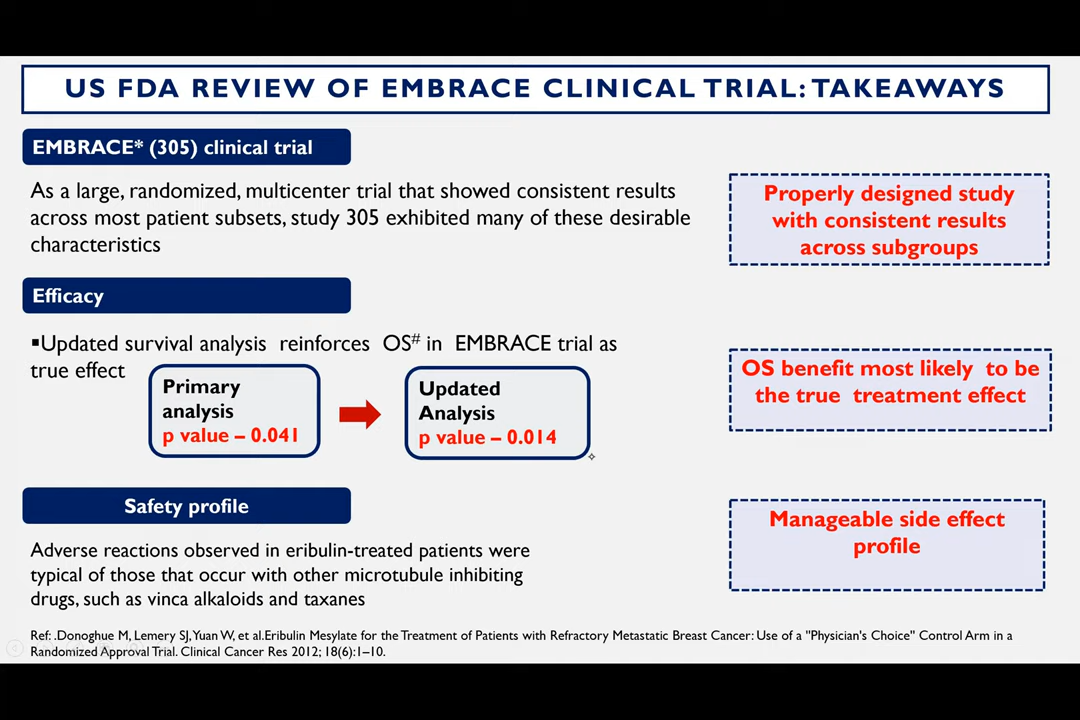 US FDA REVIEW OF EMBRACE CLINICAL TRIAL: TAKEAWAYS
EMBRACE* (305) clinical trial
As a large, randomized, multicenter trial that showed consistent results
across most patient subsets, study 305 exhibited many of these desirable
characteristics
Properly designed study
with consistent results
across subgroups
Efficacy
▪Updated survival analysis reinforces OS# in EMBRACE trial as
true effect
Primary
analysis
p value – 0.041
Updated
Analysis
p value – 0.014
OS benefit most likely to be
the true treatment effect
Safety profile
Adverse reactions observed in eribulin-treated patients were
typical of those that occur with other microtubule inhibiting
drugs, such as vinca alkaloids and taxanes
Manageable side effect
profile
Ref: .Donoghue M, Lemery SJ, Yuan W, et al.Eribulin Mesylate for the Treatment of Patients with Refractory Metastatic Breast Cancer: Use of a "Physician's Choice" Control Arm in a
Randomized Approval Trial. Clinical Cancer Res 2012; 18(6):1–10.